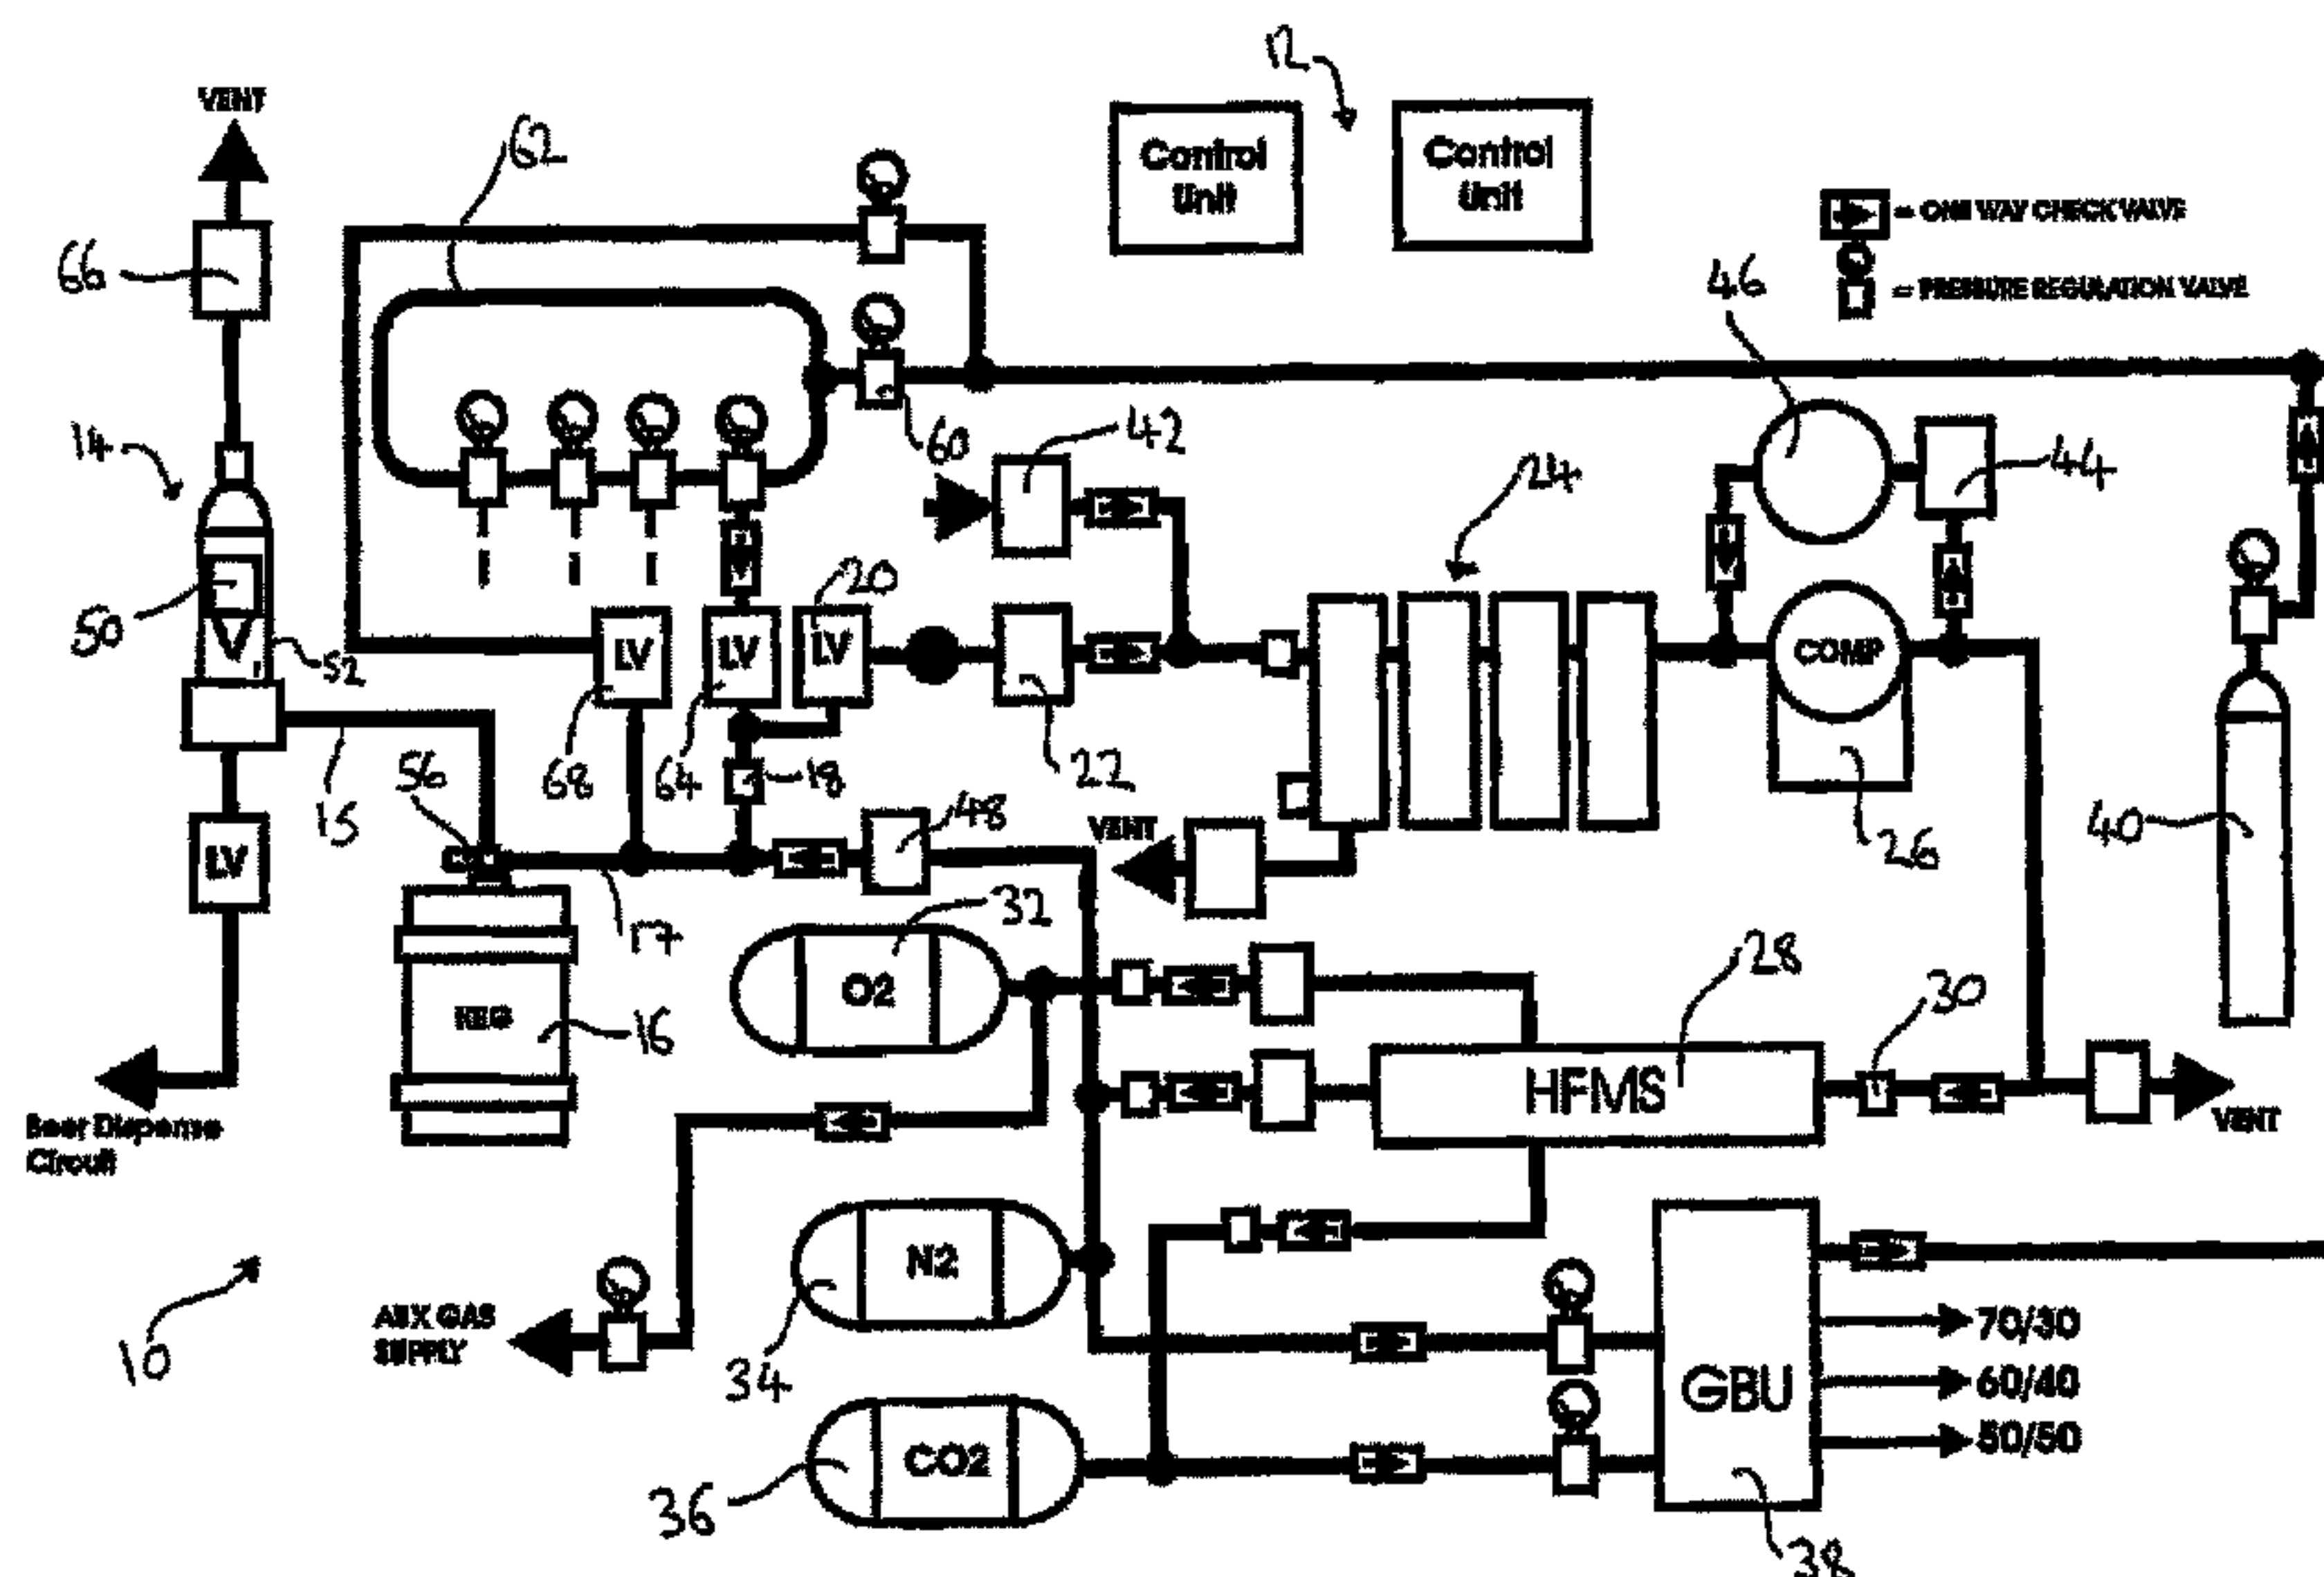 12
VENT
62
Control
Unit
Control
Unit
= ONE WAY CHECK VALVE
66
46
= PRESSURE REGULATION VALVE
14
60
42
24
44
20
50
52
LV
LV
LV
COMP
15
56
68
64
18
22
LV
48
VENT
26
40
17
32
O2
28
30
KEG
16
HFMS
VENT
Beer Dispense
Circuit
N2
10
AUX GAS
SUPPLY
34
70/30
60/40
50/50
GBU
CO2
36
38